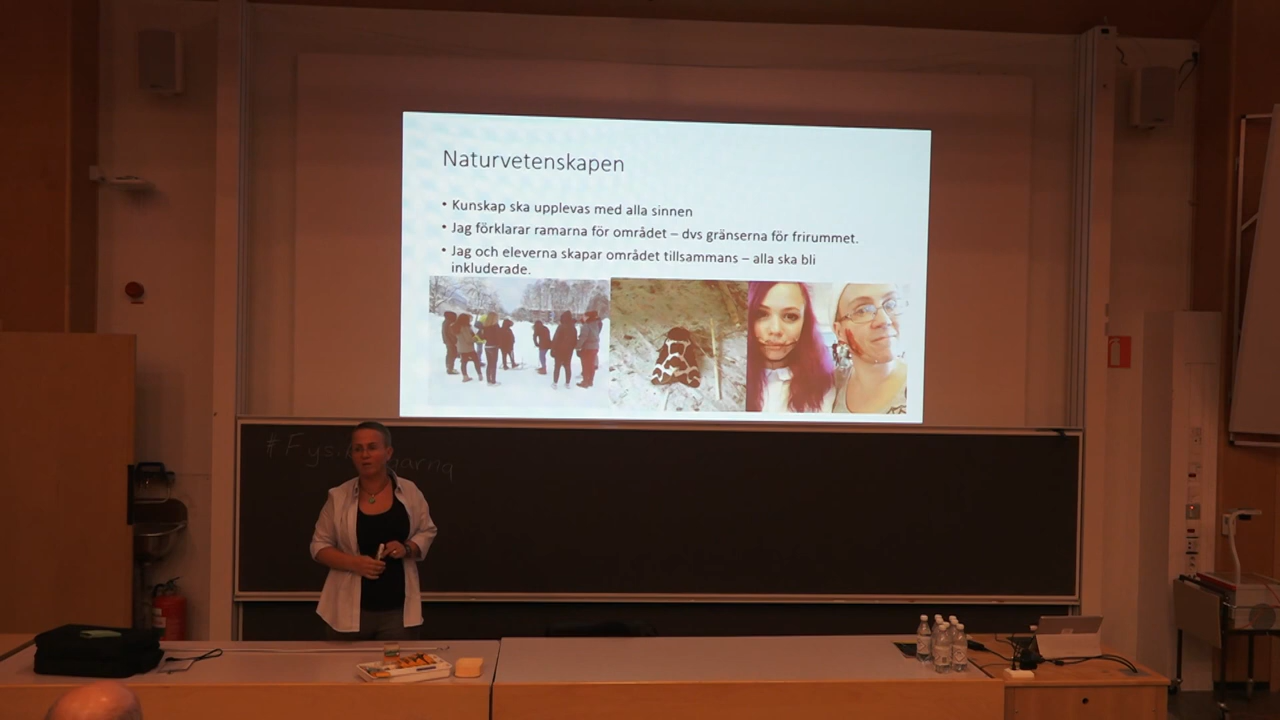 Naturvetenskapen
• Kunskap ska upplevas med alla sinnen
• Jag förklarar ramarna för området – dvs gränserna för frirummet.
• Jag och eleverna skapar området tillsammans – alla ska bli
inkluderade.